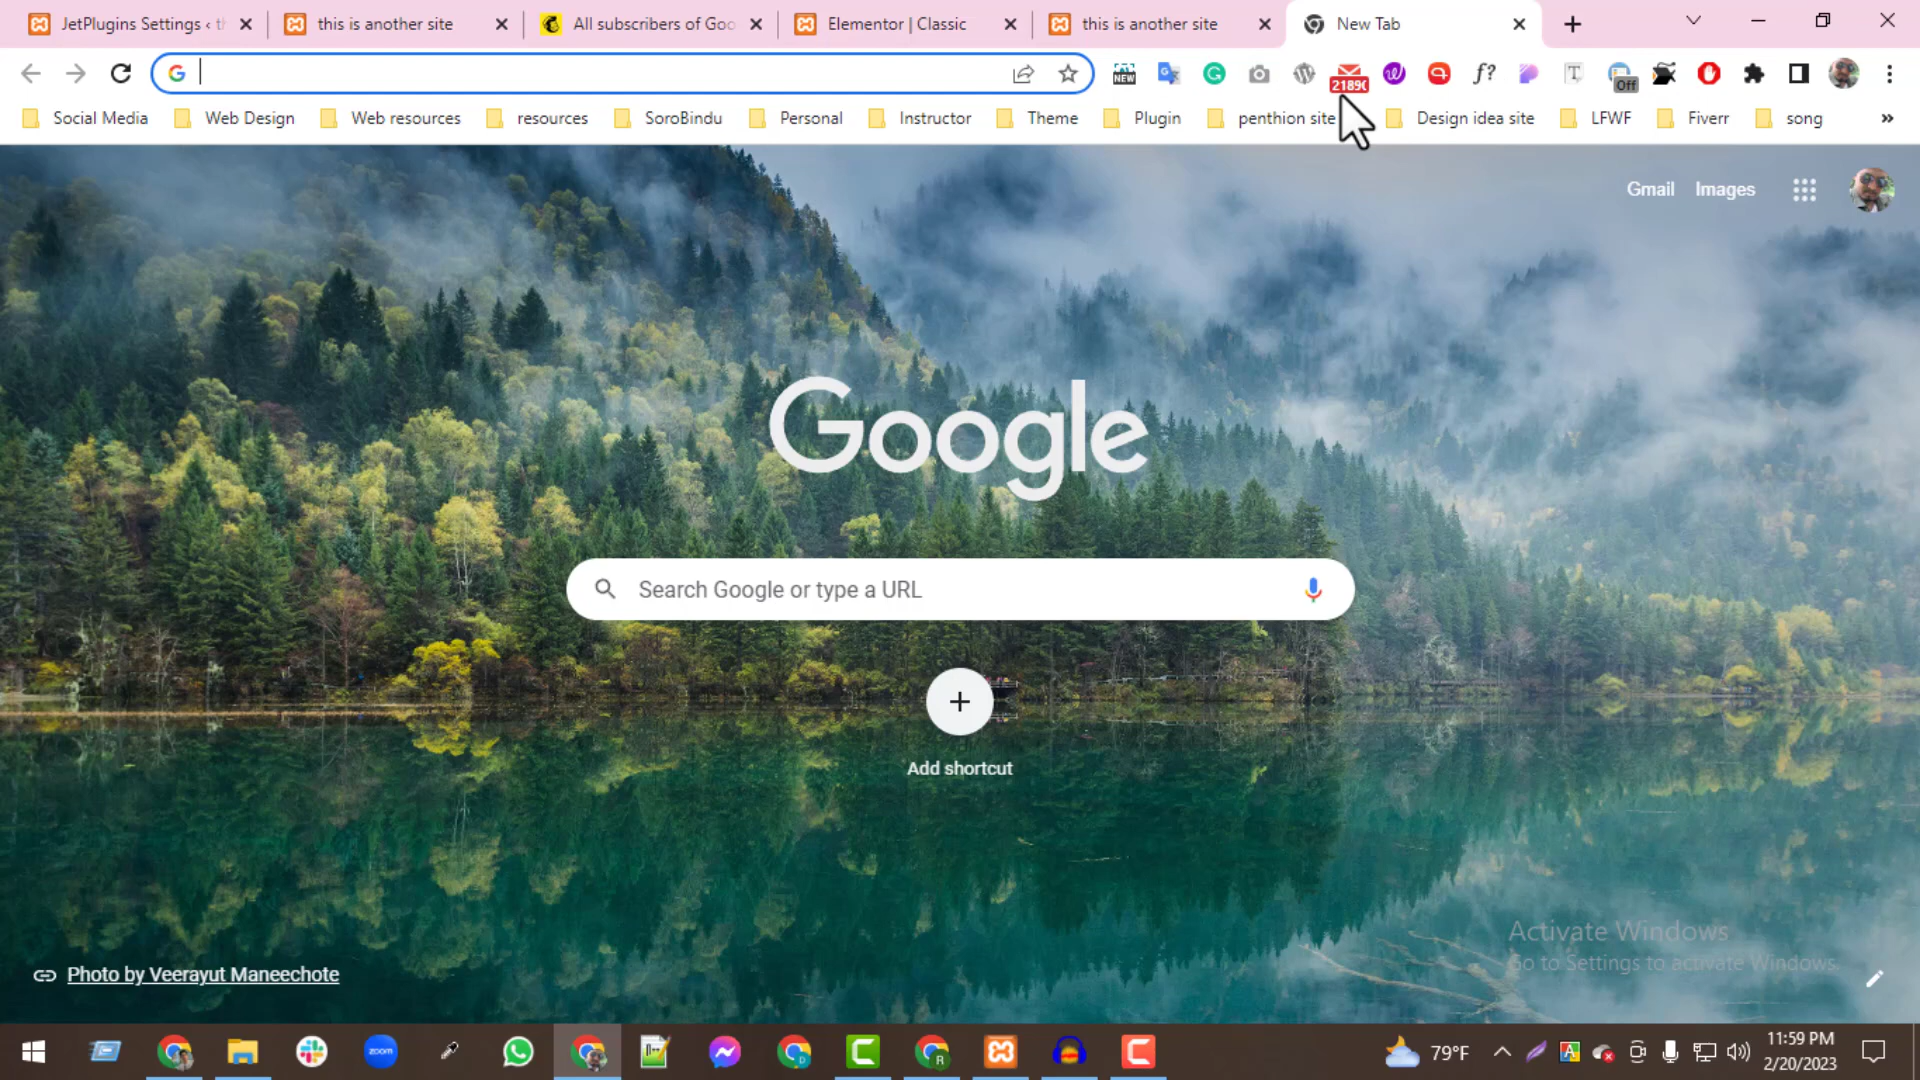 JetPlugins Settings ‹ t
this is another site
All subscribers of Goo
Elementor | Classic
this is another site
New Tab
NEW
2189
f?
Off
Social Media
Web Design
Web resources
resources
SoroBindu
Personal
Instructor
Theme
Plugin
penthion site
Design idea site
LFWF
Fiverr
song
»
Gmail
Images
Google
Search Google or type a URL
Add shortcut
Activate Windows
Go to Settings to activate Windows.
Photo by Veerayut Maneechote
zoom
79°F
11:59 PM
2/20/2023